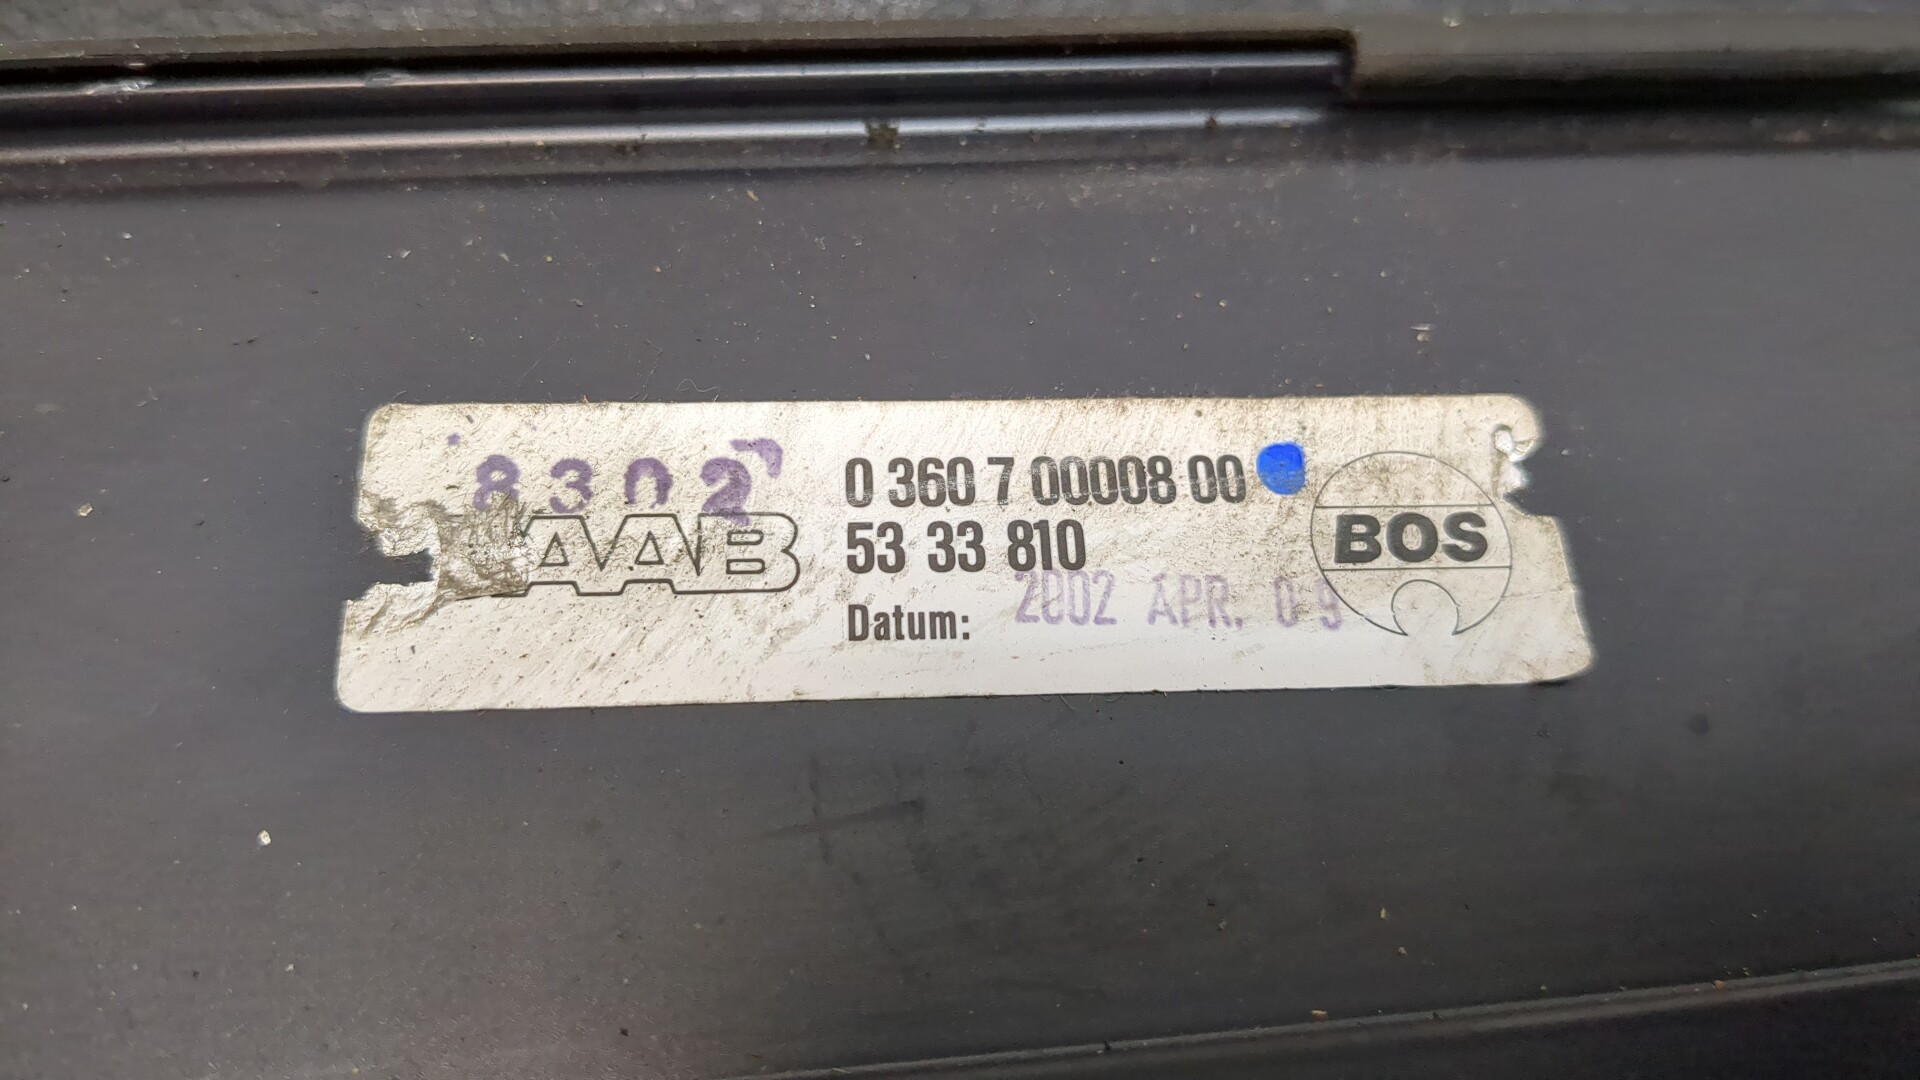 8302
AAB
0 360 7 00008 00
53 33 810
Datum: 2002 APR. 09
BOS